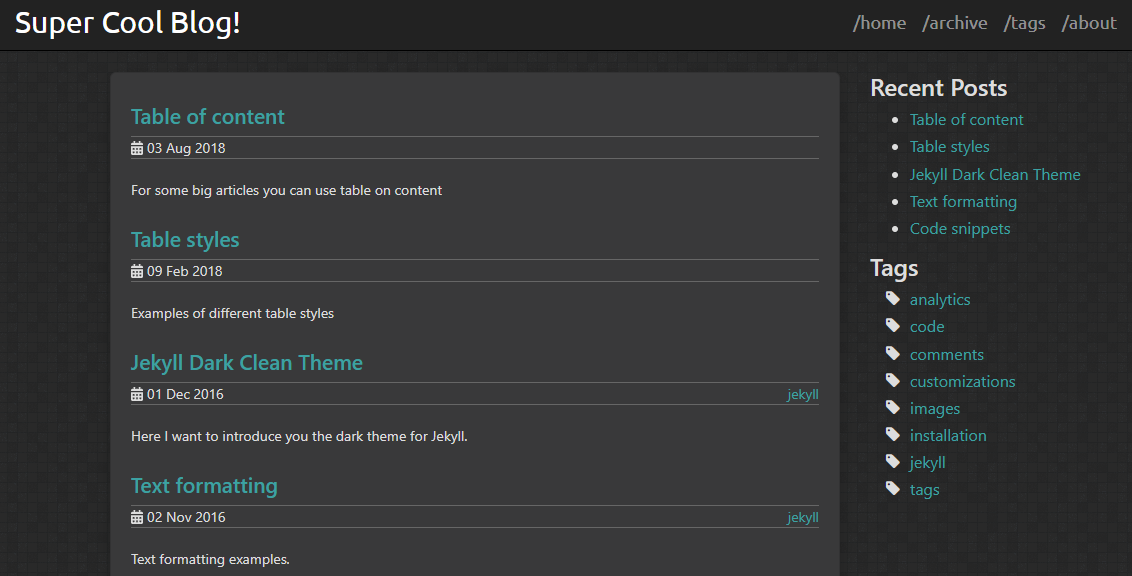 Super Cool Blog!
/home /archive /tags /about
Table of content
03 Aug 2018
For some big articles you can use table on content
Table styles
09 Feb 2018
Examples of different table styles
Jekyll Dark Clean Theme
01 Dec 2016 jekyll
Here I want to introduce you the dark theme for Jekyll.
Text formatting
02 Nov 2016 jekyll
Text formatting examples.
Recent Posts
Table of content
Table styles
Jekyll Dark Clean Theme
Text formatting
Code snippets
Tags
analytics
code
comments
customizations
images
installation
jekyll
tags